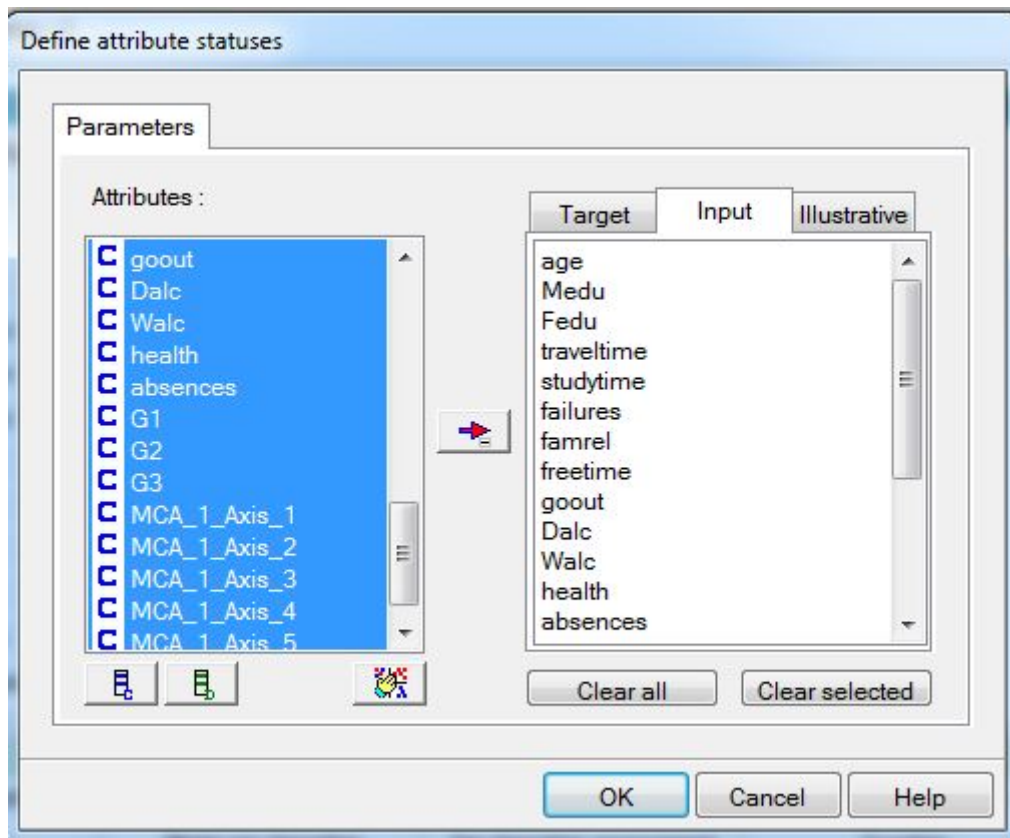 Define attribute statuses
Parameters
Attributes :
C goout
C Dalc
C Walc
C health
C absences
C G1
C G2
C G3
C MCA_1_Axis_1
C MCA_1_Axis_2
C MCA_1_Axis_3
C MCA_1_Axis_4
C MCA_1_Axis_5
Target Input Illustrative
age
Medu
Fedu
traveltime
studytime
failures
famrel
freetime
goout
Dalc
Walc
health
absences
Clear all Clear selected
OK Cancel Help